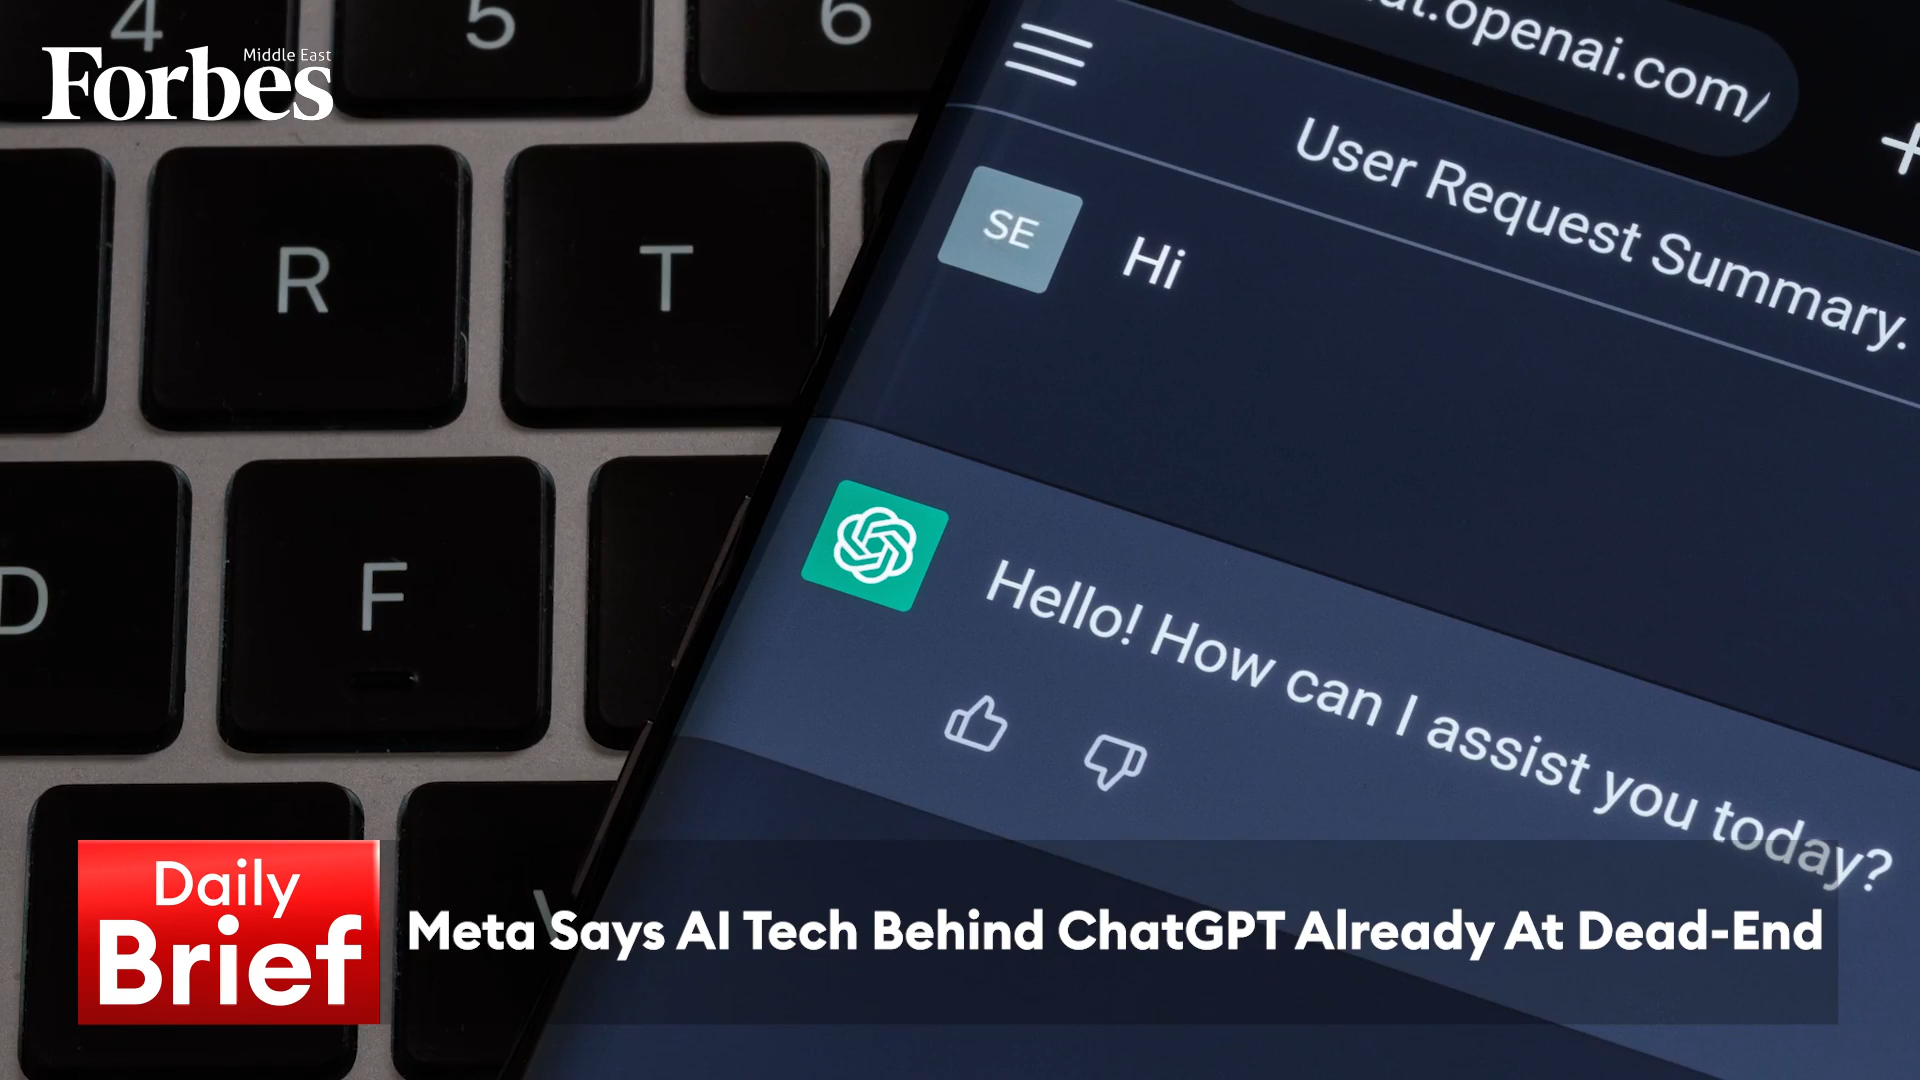 Forbes
Middle East
4
5
6
R
T
D
F
at.openai.com/
User Request Summary.
SE
Hi
Hello! How can I assist you today?
Daily
Brief
Meta Says AI Tech Behind ChatGPT Already At Dead-End